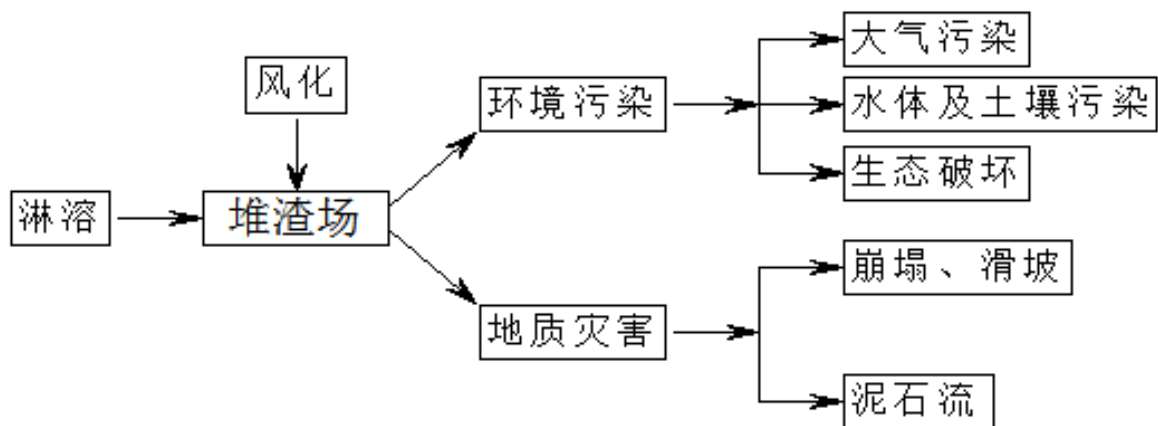 大气污染
风化
环境污染
水体及土壤污染
生态破坏
淋溶
堆渣场
崩塌、滑坡
地质灾害
泥石流